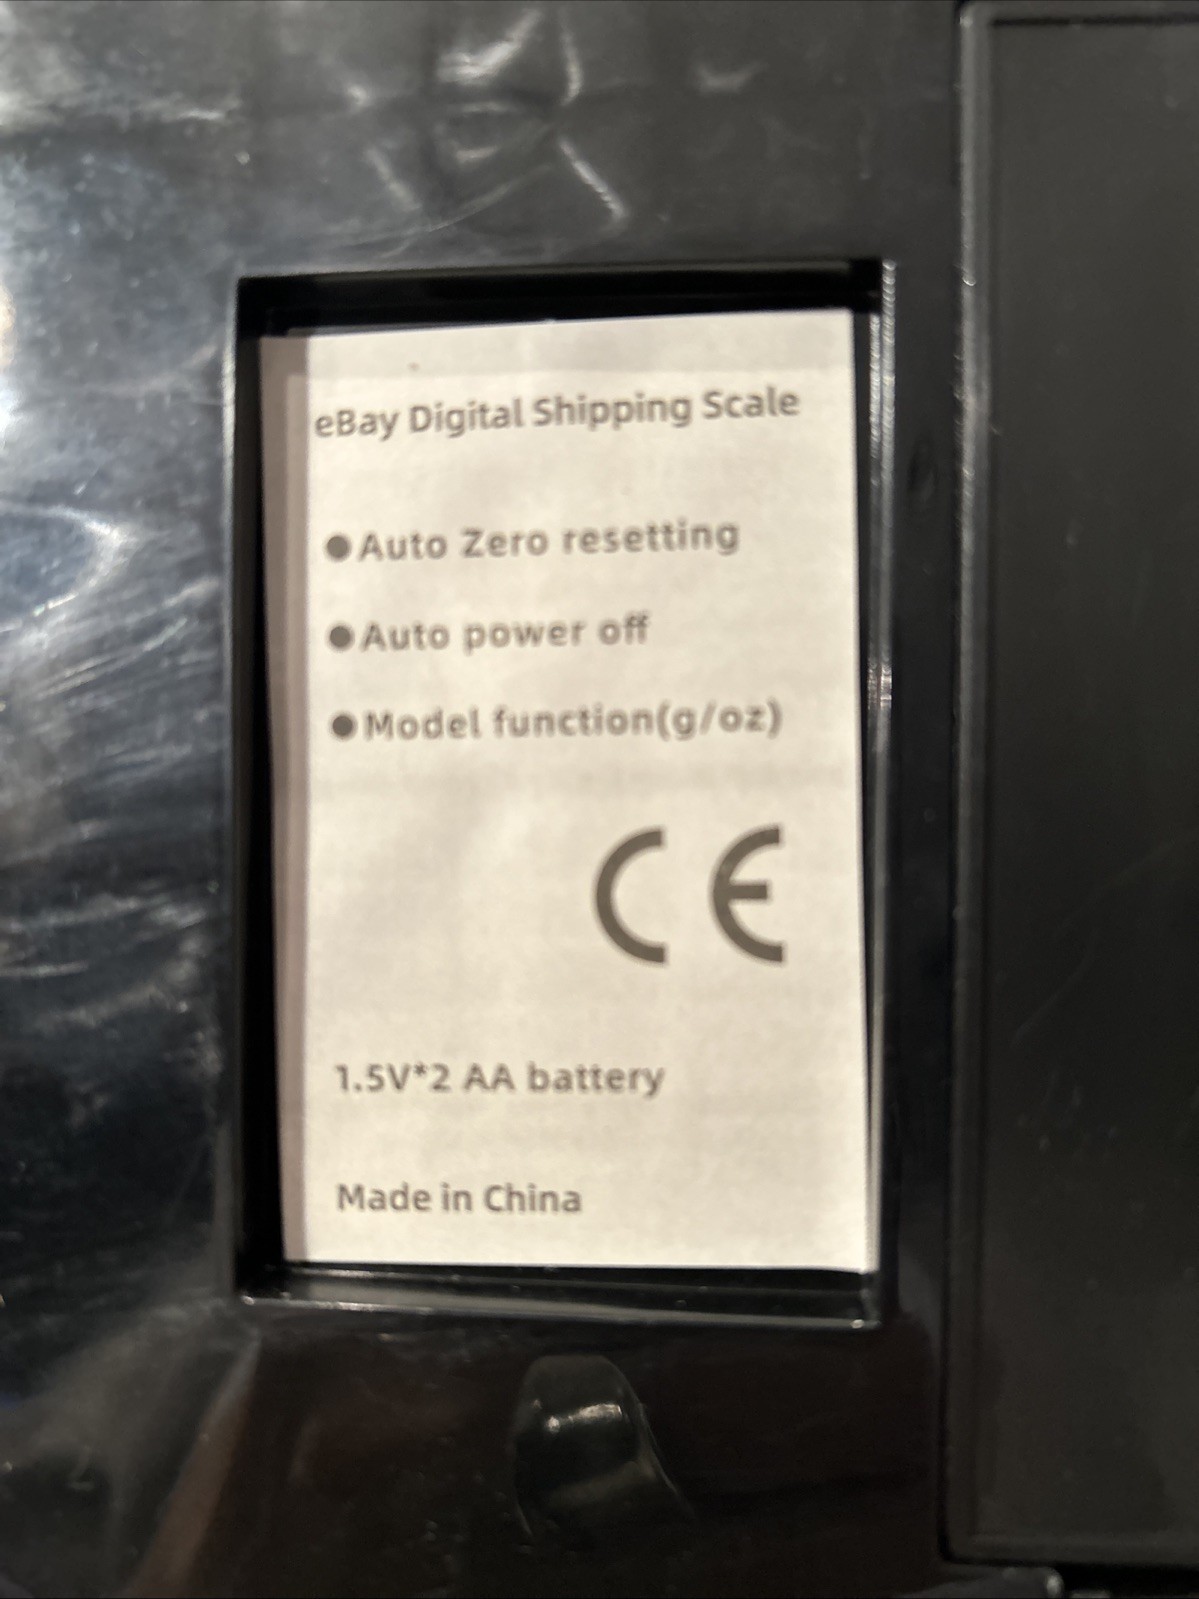 eBay Digital Shipping Scale
●Auto Zero resetting
●Auto power off
●Model function(g/oz)
CE
1.5V*2 AA battery
Made in China